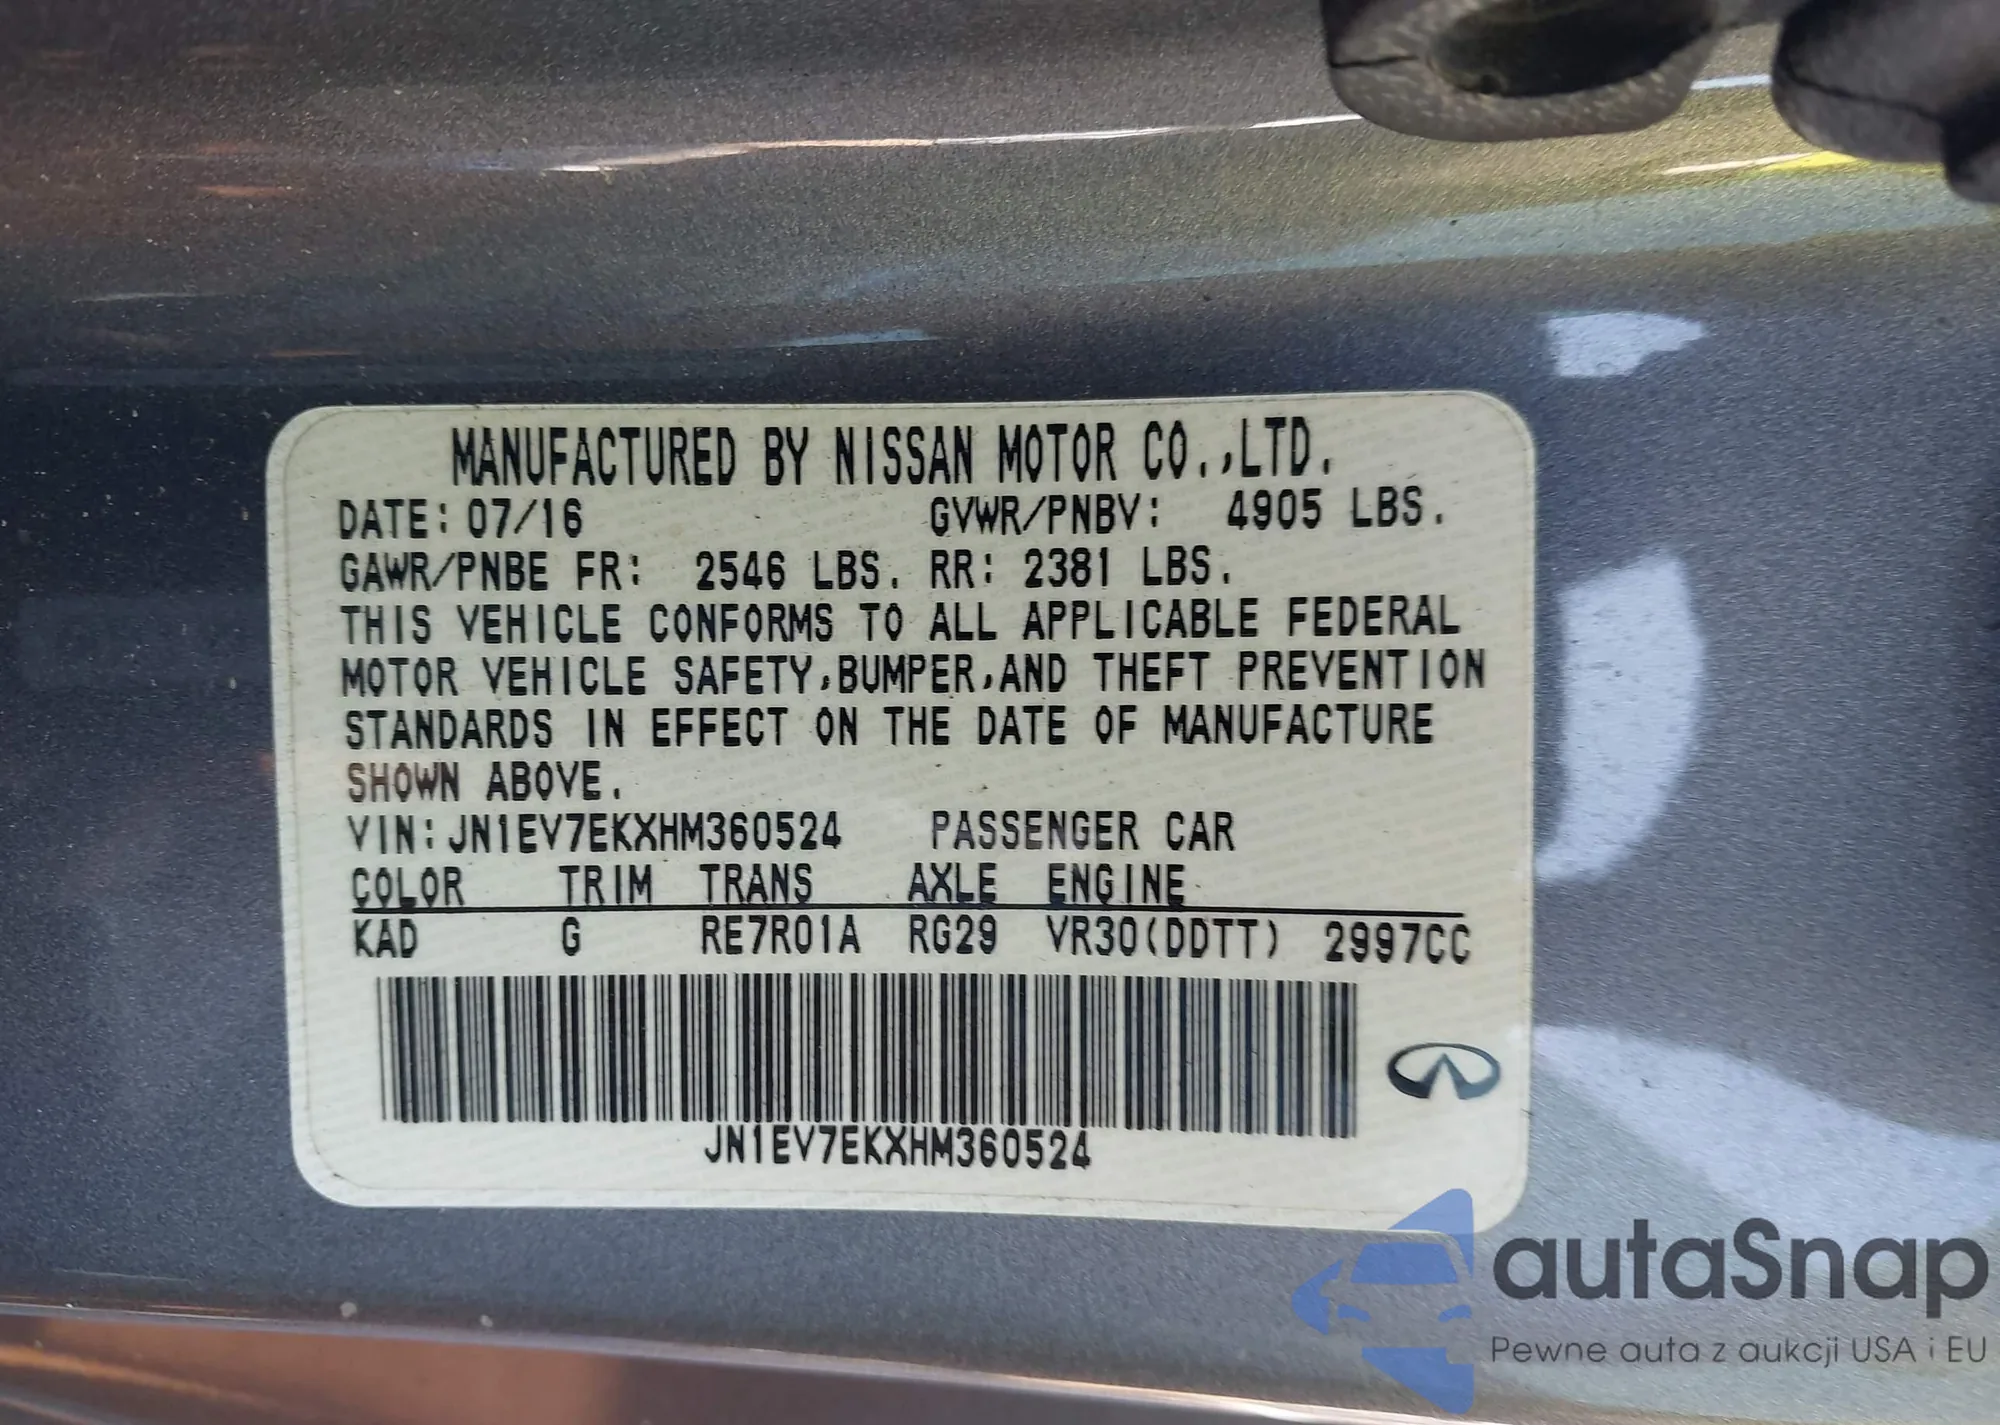 MANUFACTURED BY NISSAN MOTOR CO.,LTD.
DATE: 07/16 GVWR/PNBV: 4905 LBS.
GAWR/PNBE FR: 2546 LBS. RR: 2381 LBS.
THIS VEHICLE CONFORMS TO ALL APPLICABLE FEDERAL
MOTOR VEHICLE SAFETY,BUMPER,AND THEFT PREVENTION
STANDARDS IN EFFECT ON THE DATE OF MANUFACTURE
SHOWN ABOVE.
VIN: JN1EV7EKXHM360524 PASSENGER CAR
COLOR TRIM TRANS AXLE ENGINE
KAD G RE7R01A RG29 VR30(DDTT) 2997CC
JN1EV7EKXHM360524
autaSnap
Pewne auta z aukcji USA i EU